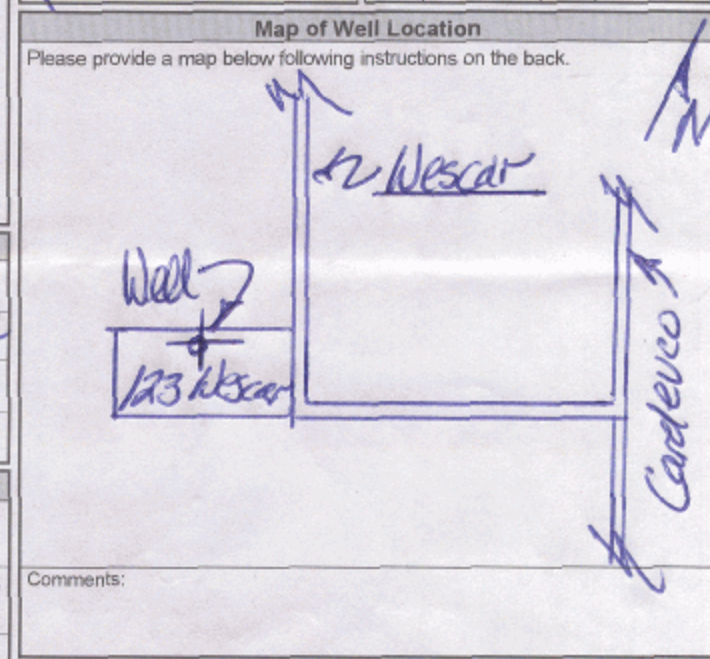 Map of Well Location
Please provide a map below following instructions on the back.
N
Wescar
Well
123 Wescar
Cardevco
Comments: